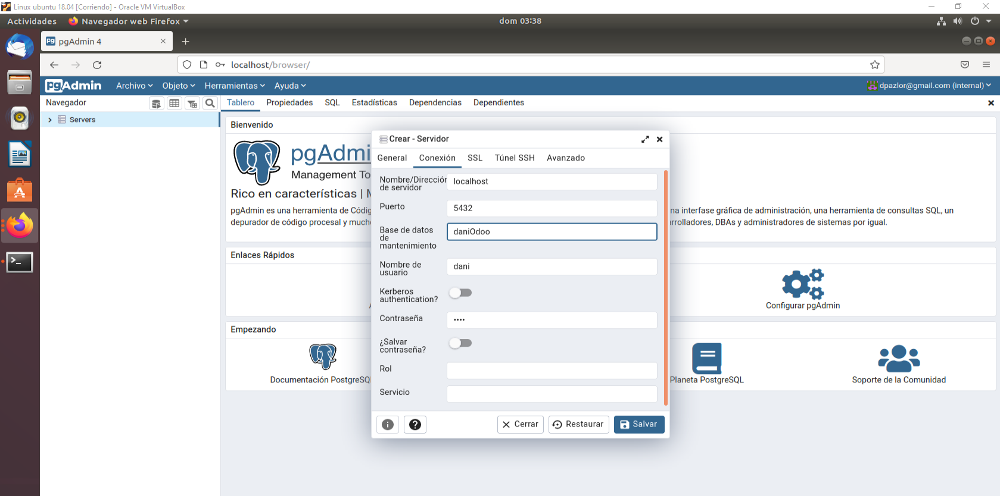 Linux ubuntu 18.04 [Corriendo] - Oracle VM VirtualBox
Actividades Navegador web Firefox dom 03:38
pgAdmin 4
localhost/browser/
pgAdmin Archivo Objeto Herramientas Ayuda dpazlor@gmail.com (internal)
Navegador Tablero Propiedades SQL Estadísticas Dependencias Dependientes
Servers
Bienvenido
pgAdmi
Management To
Rico en características |
pgAdmin es una herramienta de Códig na interfase gráfica de administración, una herramienta de consultas SQL, un
depurador de código procesal y mucho rrolladores, DBAs y administradores de sistemas por igual.
Enlaces Rápidos
Configurar pgAdmin
Empezando
Documentación PostgreSQL
Planeta PostgreSQL
Soporte de la Comunidad
Crear - Servidor
General Conexión SSL Túnel SSH Avanzado
Nombre/Dirección
de servidor
localhost
Puerto 5432
Base de datos
de
mantenimiento
daniOdoo
Nombre de
usuario
dani
Kerberos
authentication?
Contraseña ••••
¿Salvar
contraseña?
Rol
Servicio
Cerrar Restaurar Salvar